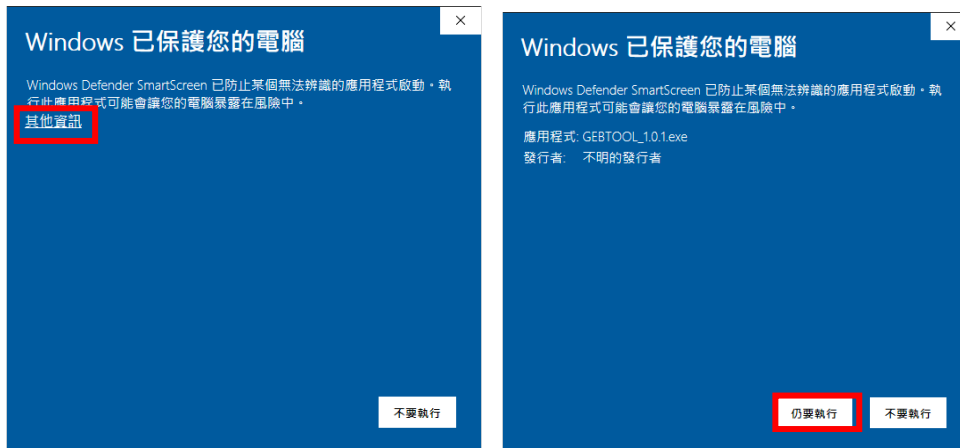 Windows 已保護您的電腦
Windows Defender SmartScreen 已防止某個無法辨識的應用程式啟動。執
行此應用程式可能會讓您的電腦暴露在風險中。
其他資訊
不要執行
Windows 已保護您的電腦
Windows Defender SmartScreen 已防止某個無法辨識的應用程式啟動。執
行此應用程式可能會讓您的電腦暴露在風險中。
應用程式: GEBTOOL_1.0.1.exe
發行者: 不明的發行者
仍要執行 不要執行